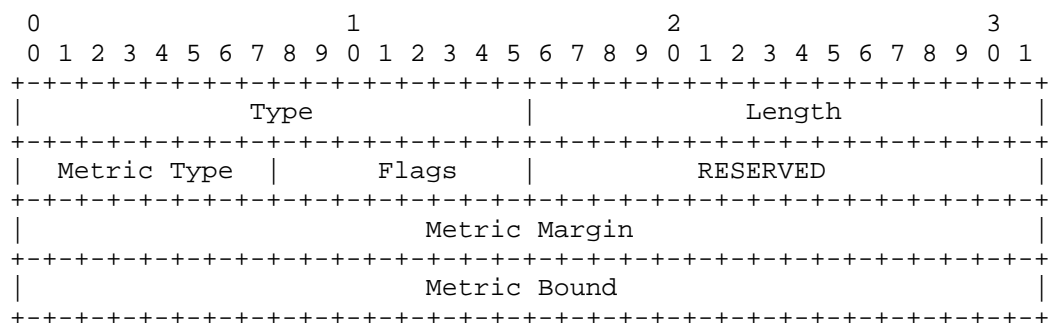 0                   1                   2                   3
 0 1 2 3 4 5 6 7 8 9 0 1 2 3 4 5 6 7 8 9 0 1 2 3 4 5 6 7 8 9 0 1
+-+-+-+-+-+-+-+-+-+-+-+-+-+-+-+-+-+-+-+-+-+-+-+-+-+-+-+-+-+-+-+-+
|              Type             |             Length            |
+-+-+-+-+-+-+-+-+-+-+-+-+-+-+-+-+-+-+-+-+-+-+-+-+-+-+-+-+-+-+-+-+
|  Metric Type  |      Flags    |          RESERVED             |
+-+-+-+-+-+-+-+-+-+-+-+-+-+-+-+-+-+-+-+-+-+-+-+-+-+-+-+-+-+-+-+-+
|                         Metric Margin                         |
+-+-+-+-+-+-+-+-+-+-+-+-+-+-+-+-+-+-+-+-+-+-+-+-+-+-+-+-+-+-+-+-+
|                         Metric Bound                          |
+-+-+-+-+-+-+-+-+-+-+-+-+-+-+-+-+-+-+-+-+-+-+-+-+-+-+-+-+-+-+-+-+